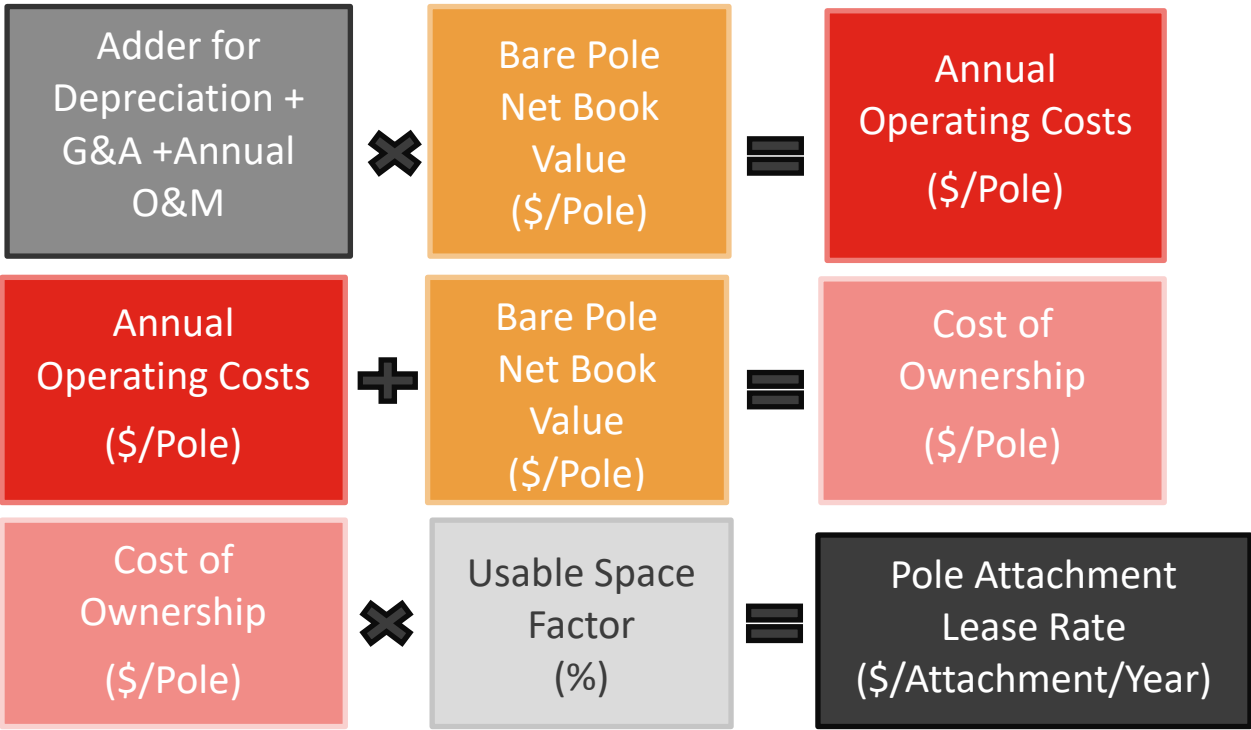 Adder for
Depreciation +
G&A +Annual
O&M
Bare Pole
Net Book
Value
($/Pole)
Annual
Operating Costs
($/Pole)
Annual
Operating Costs
($/Pole)
Bare Pole
Net Book
Value
($/Pole)
Cost of
Ownership
($/Pole)
Cost of
Ownership
($/Pole)
Usable Space
Factor
(%)
Pole Attachment
Lease Rate
($/Attachment/Year)